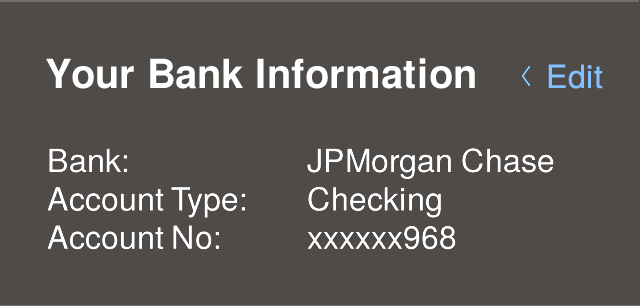 Your Bank Information < Edit
Bank: JPMorgan Chase
Account Type: Checking
Account No: xxxxxx968